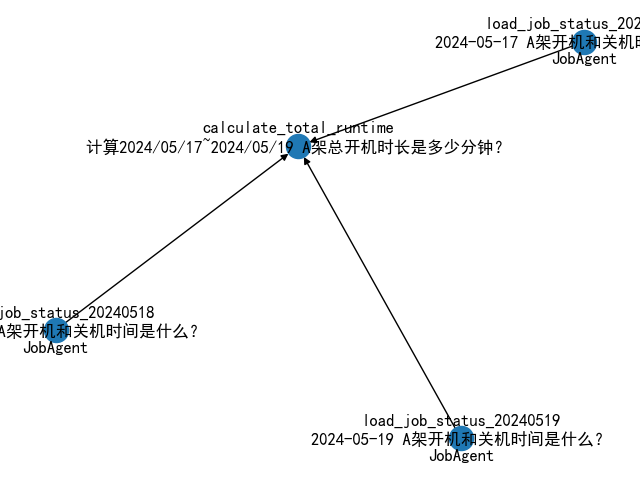 load_job_status_202
2024-05-17 A架开机和关机时
JobAgent
calculate_total_runtime
计算2024/05/17~2024/05/19 A架总开机时长是多少分钟？
job_status_20240518
A架开机和关机时间是什么？
JobAgent
load_job_status_20240519
2024-05-19 A架开机和关机时间是什么？
JobAgent